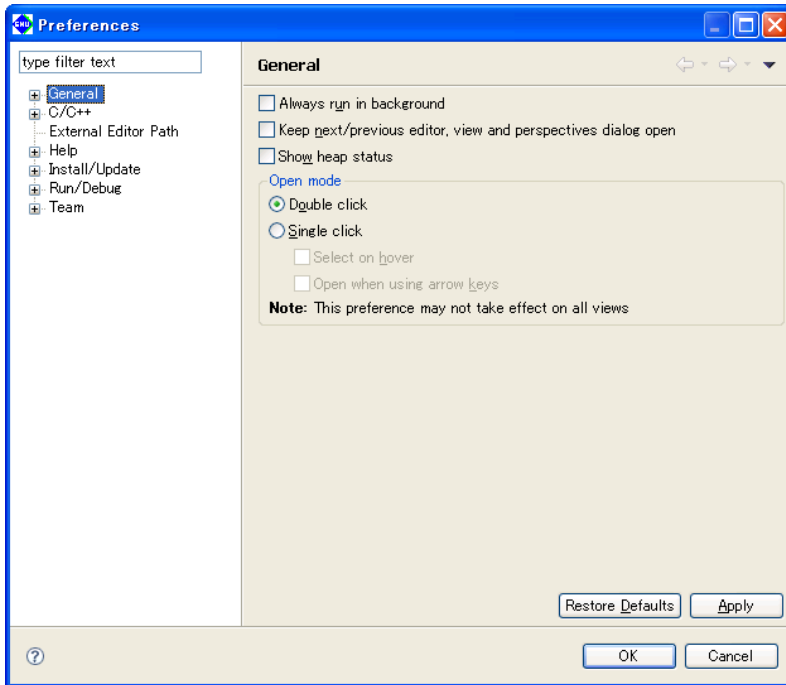 Preferences
type filter text
General
C/C++
External Editor Path
Help
Install/Update
Run/Debug
Team
General
Always run in background
Keep next/previous editor, view and perspectives dialog open
Show heap status
Open mode
Double click
Single click
Select on hover
Open when using arrow keys
Note: This preference may not take effect on all views
Restore Defaults Apply
OK Cancel